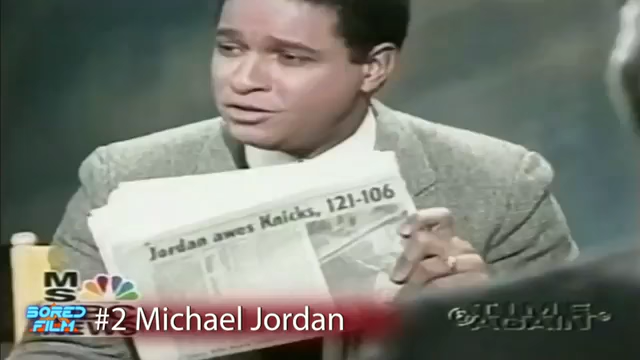 Jordan awes Knicks, 121-106
MS
BORED
FILM
#2 Michael Jordan
TIME
AGAIN